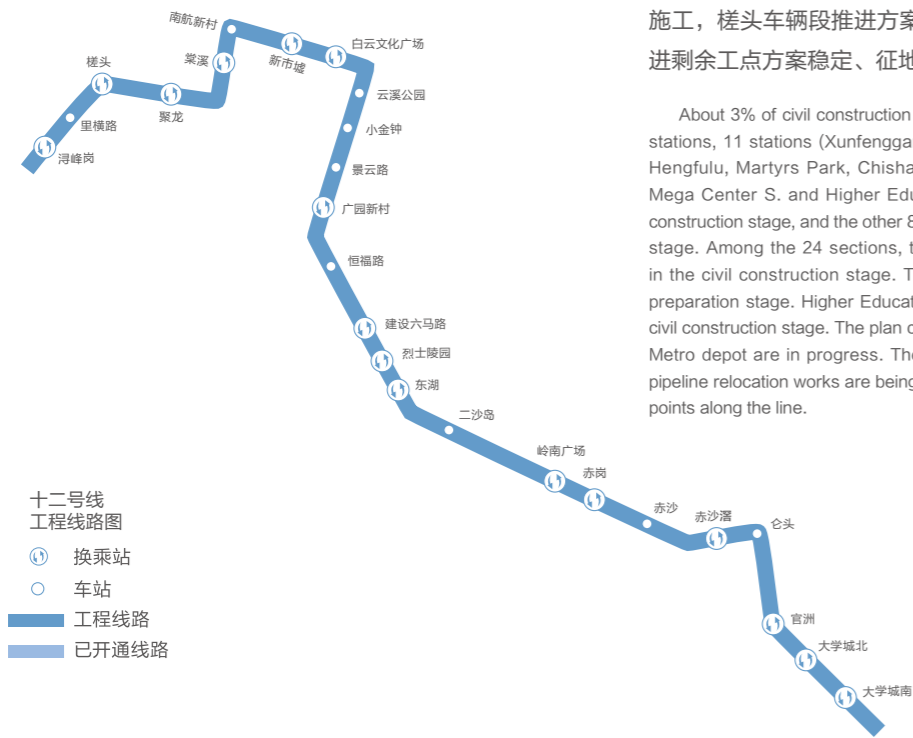 施工，槎头车辆段推进方案
进剩余工点方案稳定、征地
About 3% of civil construction
stations, 11 stations (Xunfengga
Hengfulu, Martyrs Park, Chisha
Mega Center S. and Higher Edu
construction stage, and the other 8
stage. Among the 24 sections, t
in the civil construction stage. T
preparation stage. Higher Educat
civil construction stage. The plan o
Metro depot are in progress. The
pipeline relocation works are being
points along the line.
南航新村
白云文化广场
新市墟
棠溪
槎头
聚龙
云溪公园
里横路
小金钟
浔峰岗
景云路
广园新村
恒福路
建设六马路
烈士陵园
东湖
二沙岛
岭南广场
赤岗
赤沙
赤沙滘
仑头
官洲
大学城北
大学城南
十二号线
工程线路图
换乘站
车站
工程线路
已开通线路